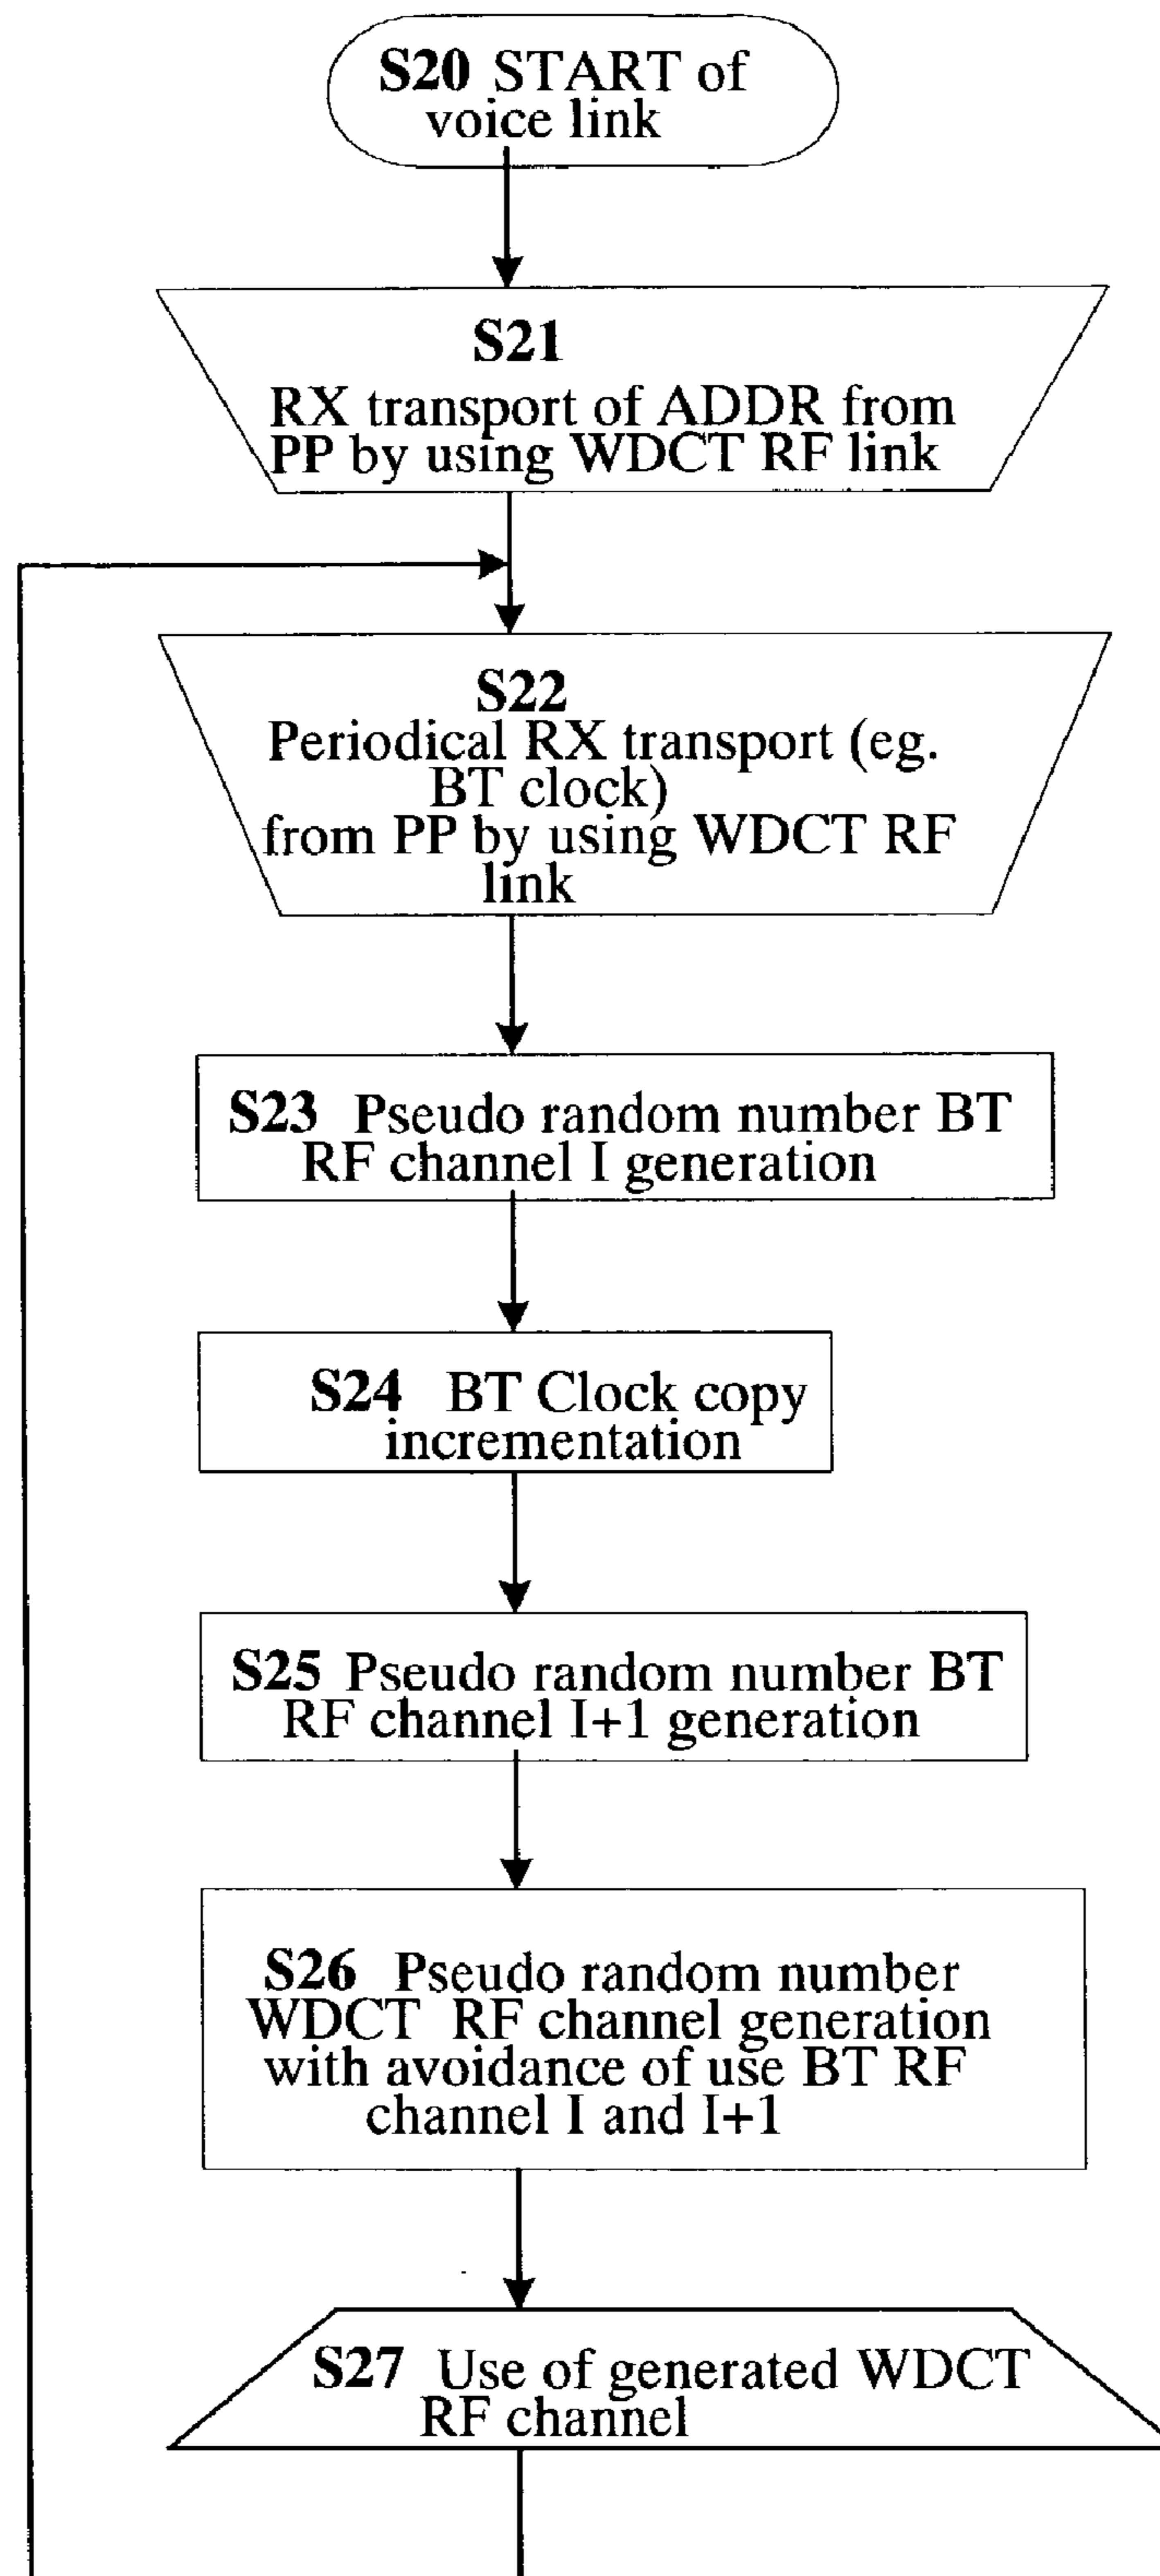 S20 START of
voice link
S21
RX transport of ADDR from
PP by using WDCT RF link
S22
Periodical RX transport (eg.
BT clock)
from PP by using WDCT RF
link
S23 Pseudo random number BT
RF channel I generation
S24 BT Clock copy
incrementation
S25 Pseudo random number BT
RF channel I+1 generation
S26 Pseudo random number
WDCT RF channel generation
with avoidance of use BT RF
channel I and I+1
S27 Use of generated WDCT
RF channel